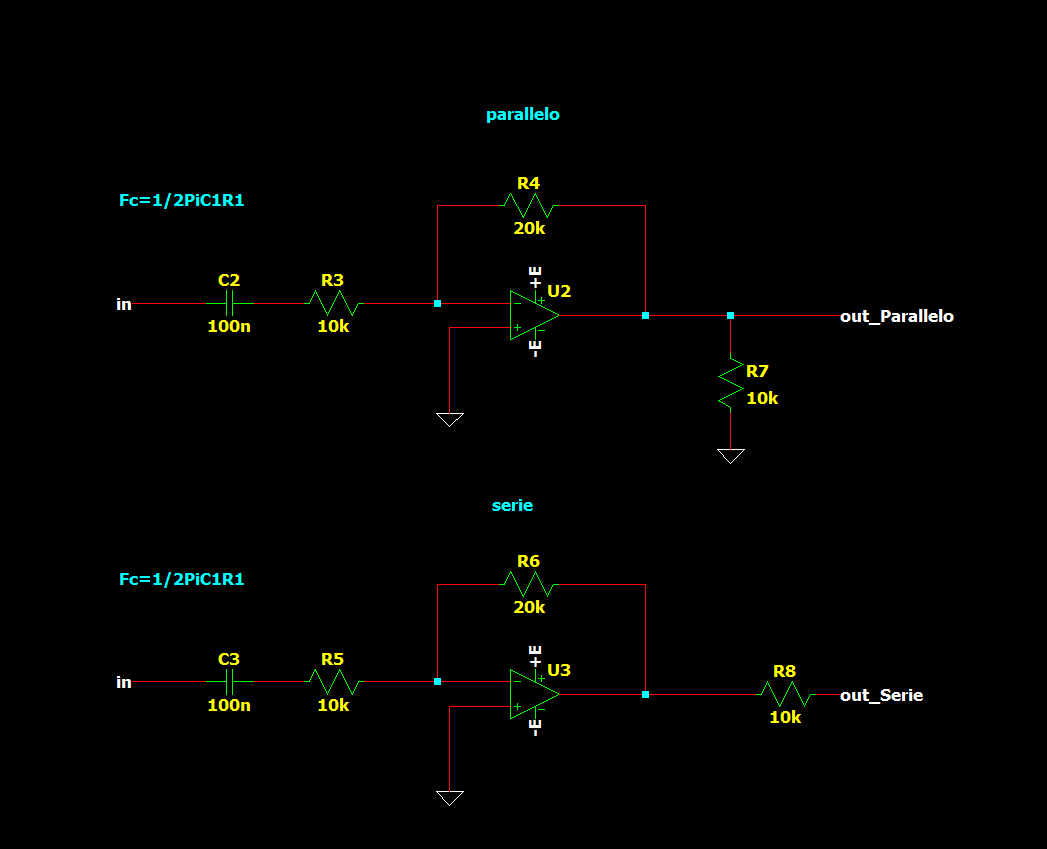 parallelo
R4
Fc=1/2PiC1R1
20k
C2
R3
+E
U2
in
100n
10k
-E
out_Parallelo
R7
10k
serie
R6
Fc=1/2PiC1R1
20k
C3
R5
+E
U3
R8
in
out_Serie
100n
10k
-E
10k